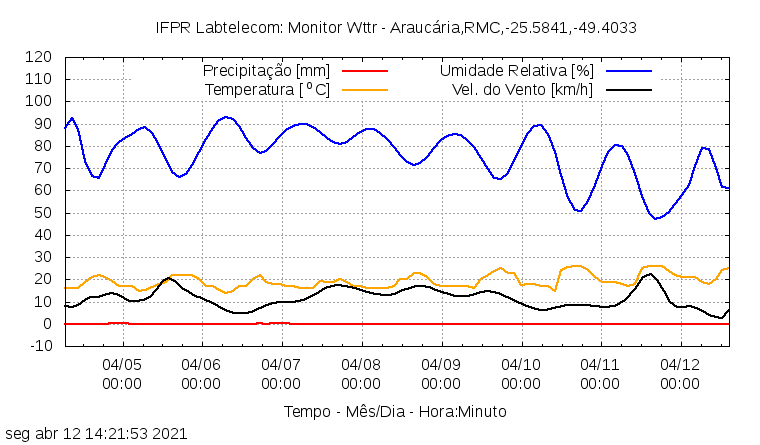 IFPR Labtelecom: Monitor Wttr - Araucária,RMC,-25.5841,-49.4033
120
110
100
90
80
70
60
50
40
30
20
10
0
-10
Precipitação [mm]
Temperatura [⁰C]
Umidade Relativa [%]
Vel. do Vento [km/h]
04/05 04/06 04/07 04/08 04/09 04/10 04/11 04/12
00:00 00:00 00:00 00:00 00:00 00:00 00:00 00:00
Tempo - Mês/Dia - Hora:Minuto
seg abr 12 14:21:53 2021